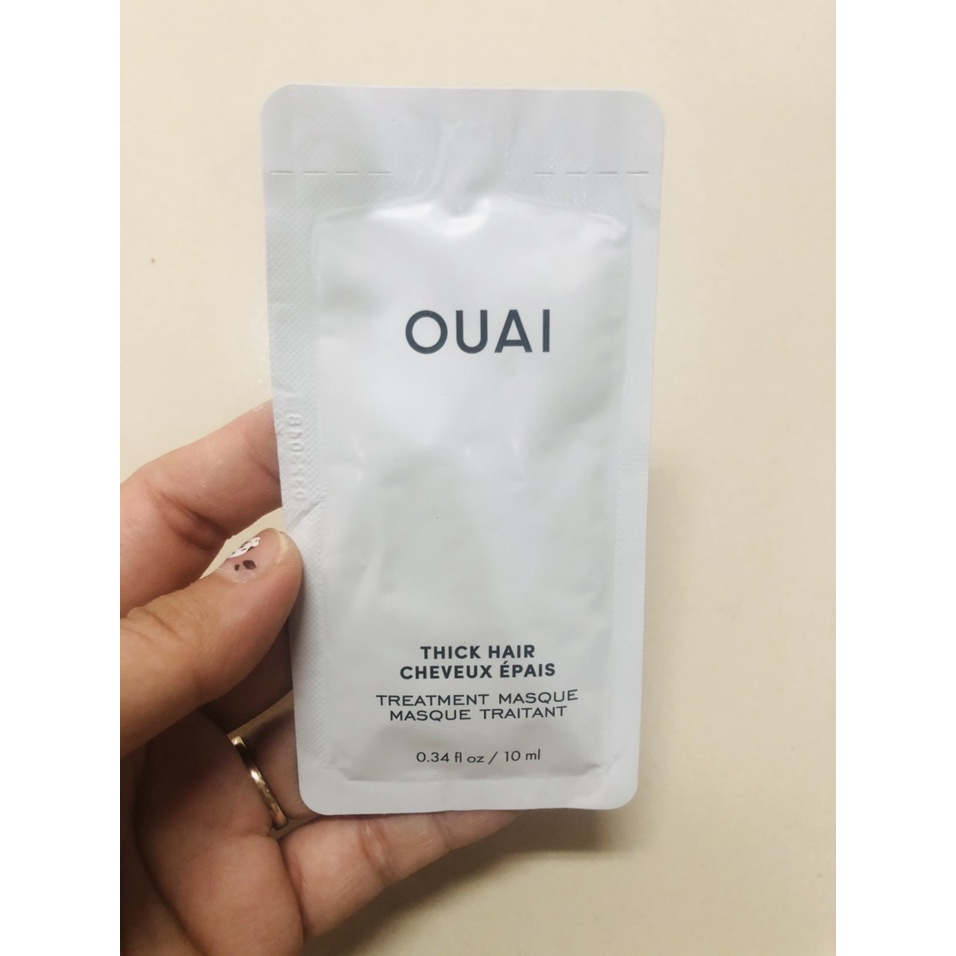 OUAI
THICK HAIR
CHEVEUX ÉPAIS
TREATMENT MASQUE
MASQUE TRAITANT
0.34 fl oz / 10 ml